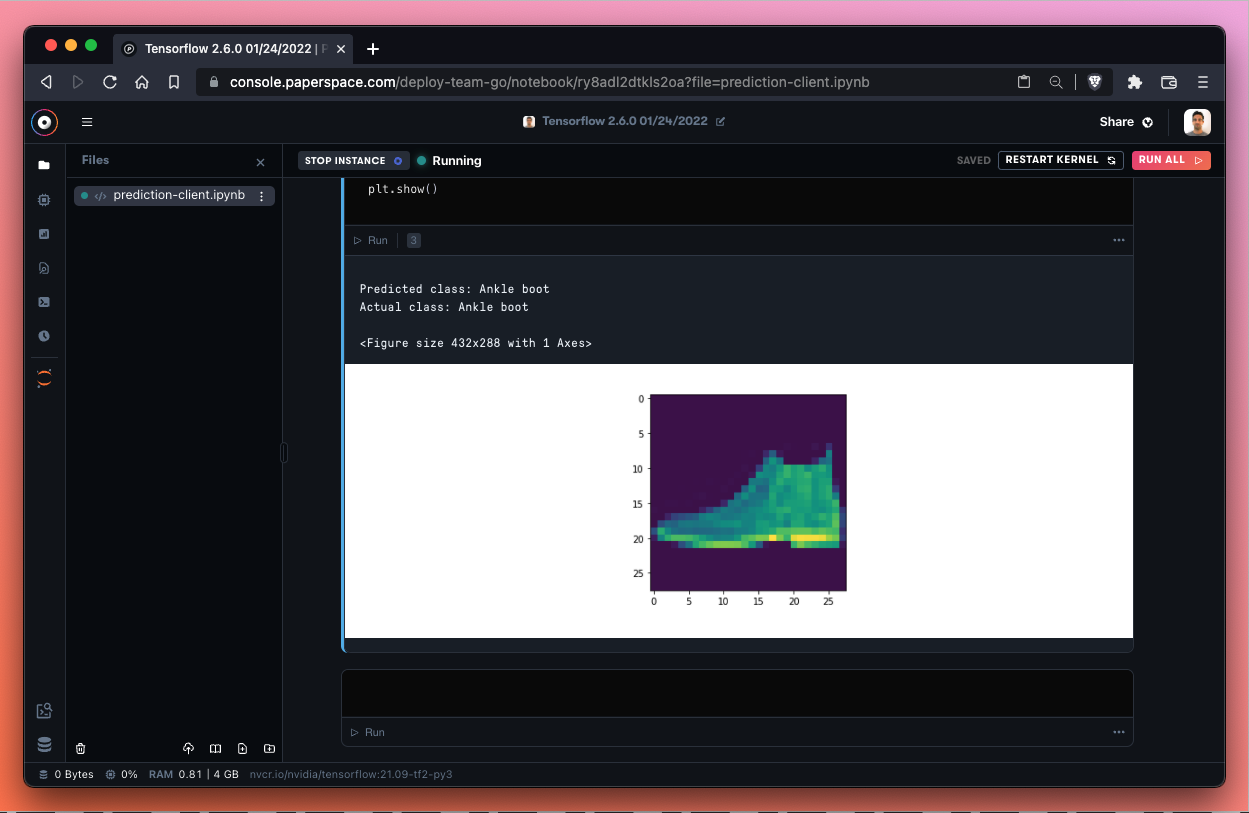 Tensorflow 2.6.0 01/24/2022 |
console.paperspace.com/deploy-team-go/notebook/ry8adl2dtkls2oa?file=prediction-client.ipynb
Tensorflow 2.6.0 01/24/2022
Share
Files
STOP INSTANCE
Running
SAVED
RESTART KERNEL
RUN ALL
prediction-client.ipynb
plt.show()
Run
3
Predicted class: Ankle boot
Actual class: Ankle boot
<Figure size 432x288 with 1 Axes>
0
5
10
15
20
25
0 5 10 15 20 25
Run
0 Bytes
0%
RAM 0.81 | 4 GB
nvcr.io/nvidia/tensorflow:21.09-tf2-py3